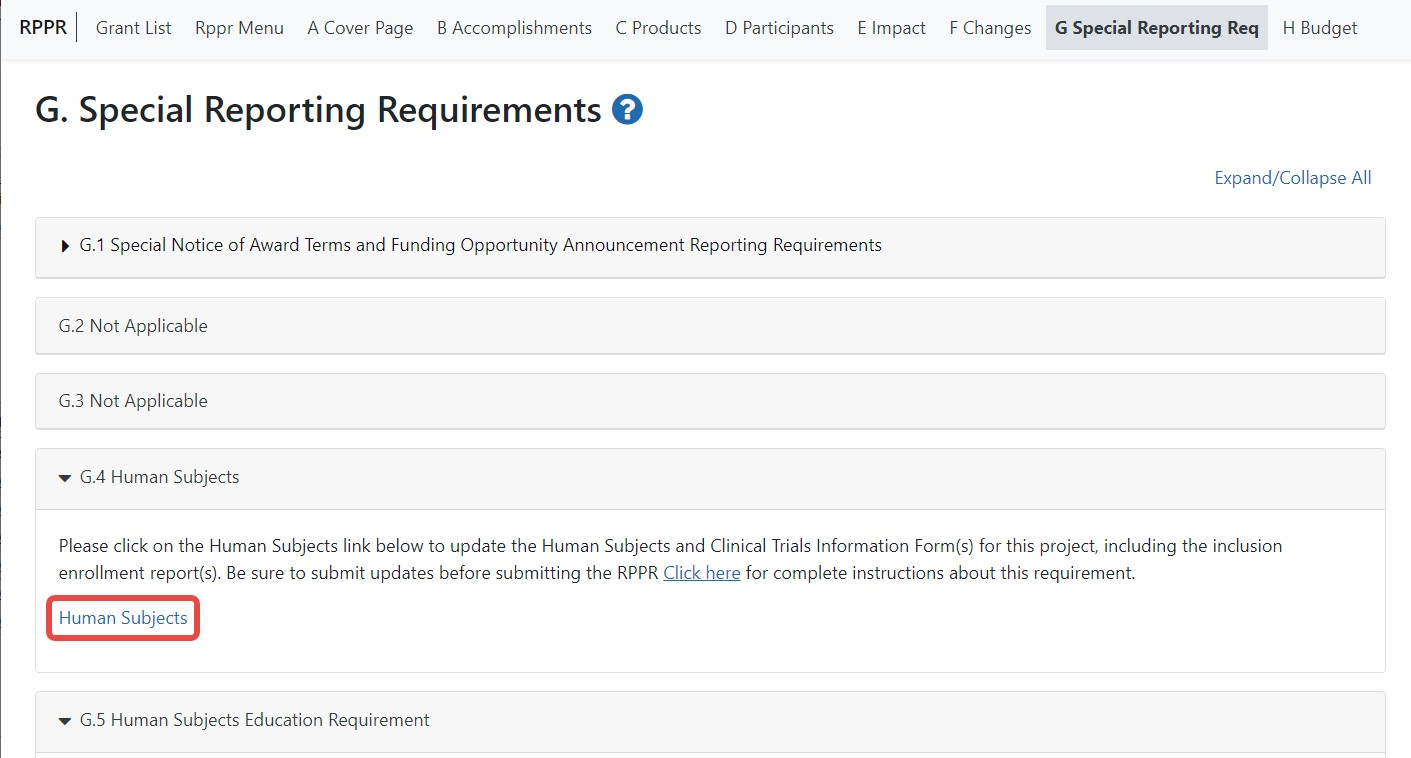 RPPR Grant List Rppr Menu A Cover Page B Accomplishments C Products D Participants E Impact F Changes G Special Reporting Req H Budget
G. Special Reporting Requirements ?
Expand/Collapse All
G.1 Special Notice of Award Terms and Funding Opportunity Announcement Reporting Requirements
G.2 Not Applicable
G.3 Not Applicable
G.4 Human Subjects
Please click on the Human Subjects link below to update the Human Subjects and Clinical Trials Information Form(s) for this project, including the inclusion
enrollment report(s). Be sure to submit updates before submitting the RPPR Click here for complete instructions about this requirement.
Human Subjects
G.5 Human Subjects Education Requirement